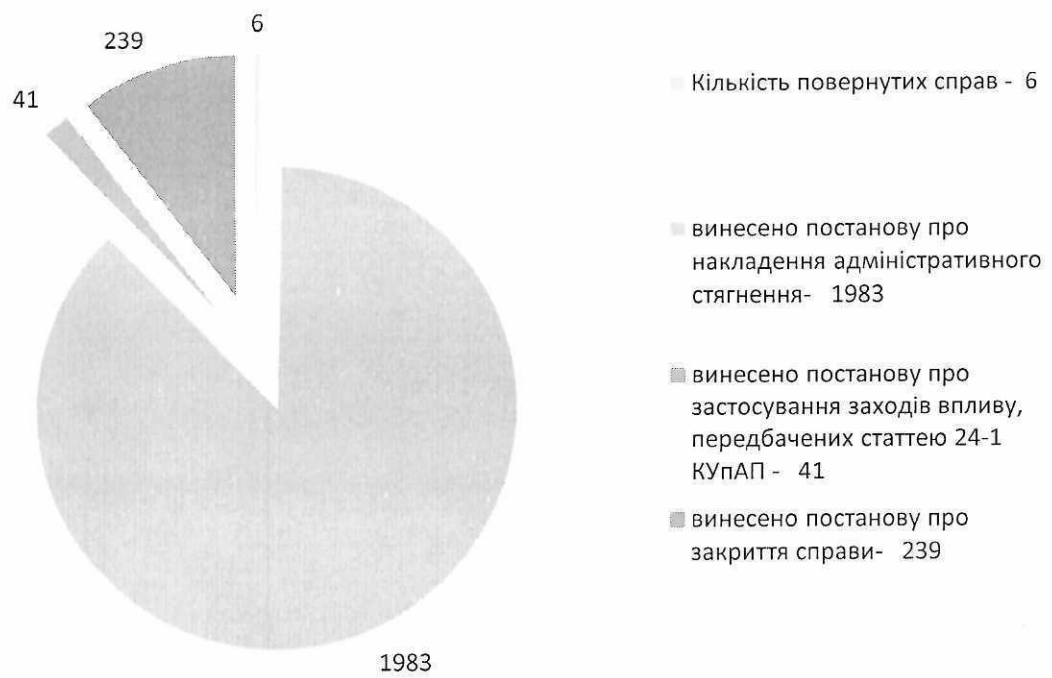 6
239
41
1983
Кількість повернутих справ - 6
винесено постанову про
накладення адміністративного
стягнення- 1983
винесено постанову про
застосування заходів впливу,
передбачених статтею 24-1
КУпАП - 41
винесено постанову про
закриття справи- 239